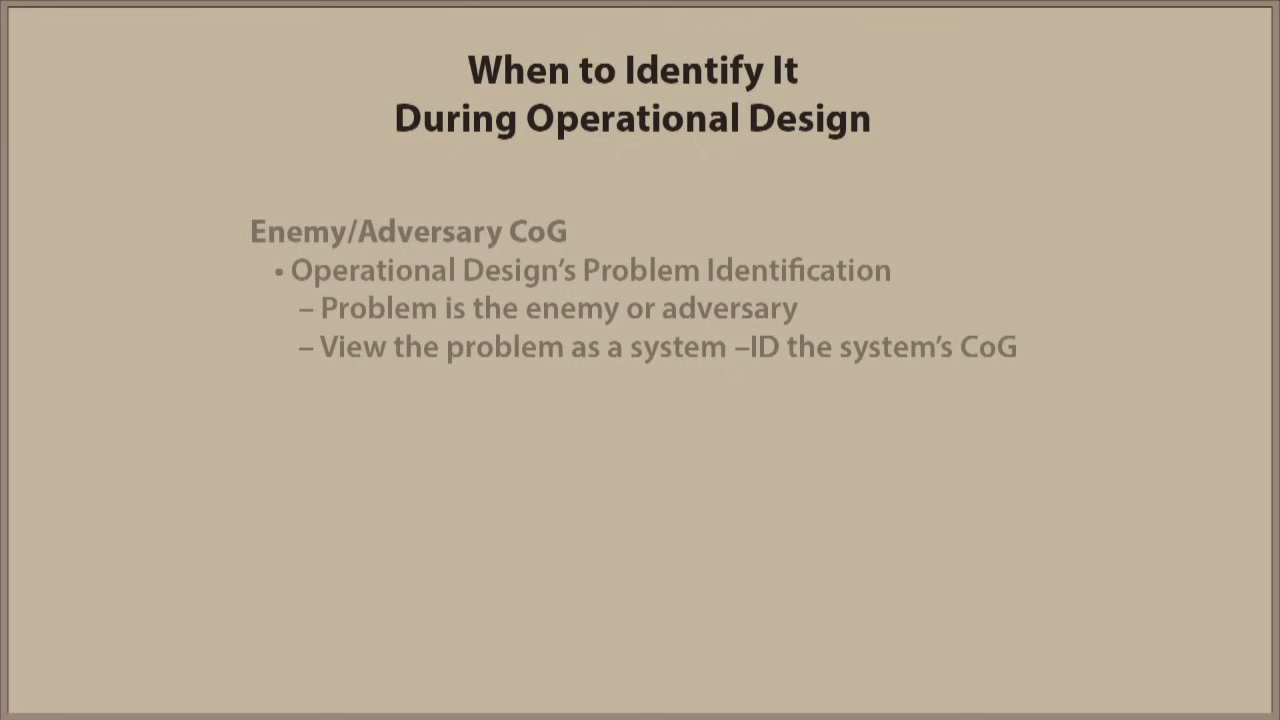 When to Identify It
During Operational Design
Enemy/Adversary CoG
• Operational Design’s Problem Identification
– Problem is the enemy or adversary
– View the problem as a system –ID the system’s CoG